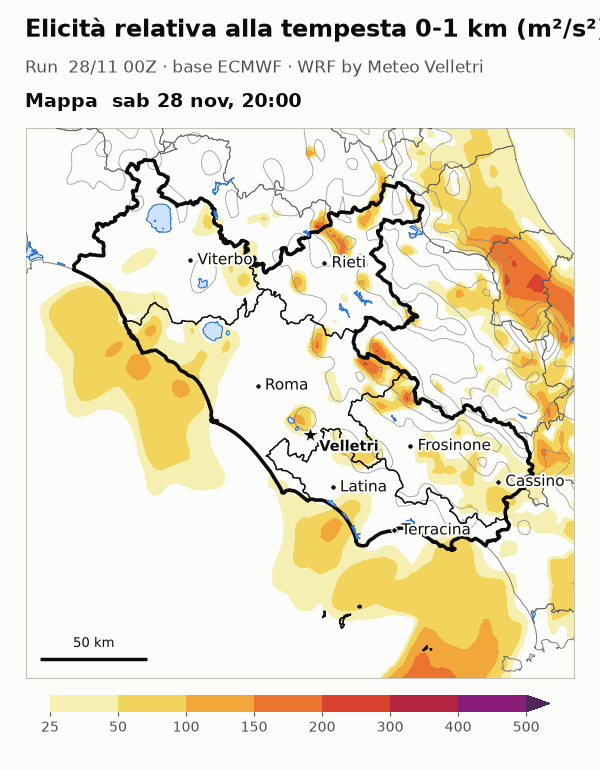 Elicità relativa alla tempesta 0-1 km (m²/s²)
Run  28/11 00Z · base ECMWF · WRF by Meteo Velletri
Mappa  sab 28 nov, 20:00
Viterbo
Rieti
Roma
Velletri
Frosinone
Cassino
Latina
Terracina
50 km
25 50 100 150 200 300 400 500